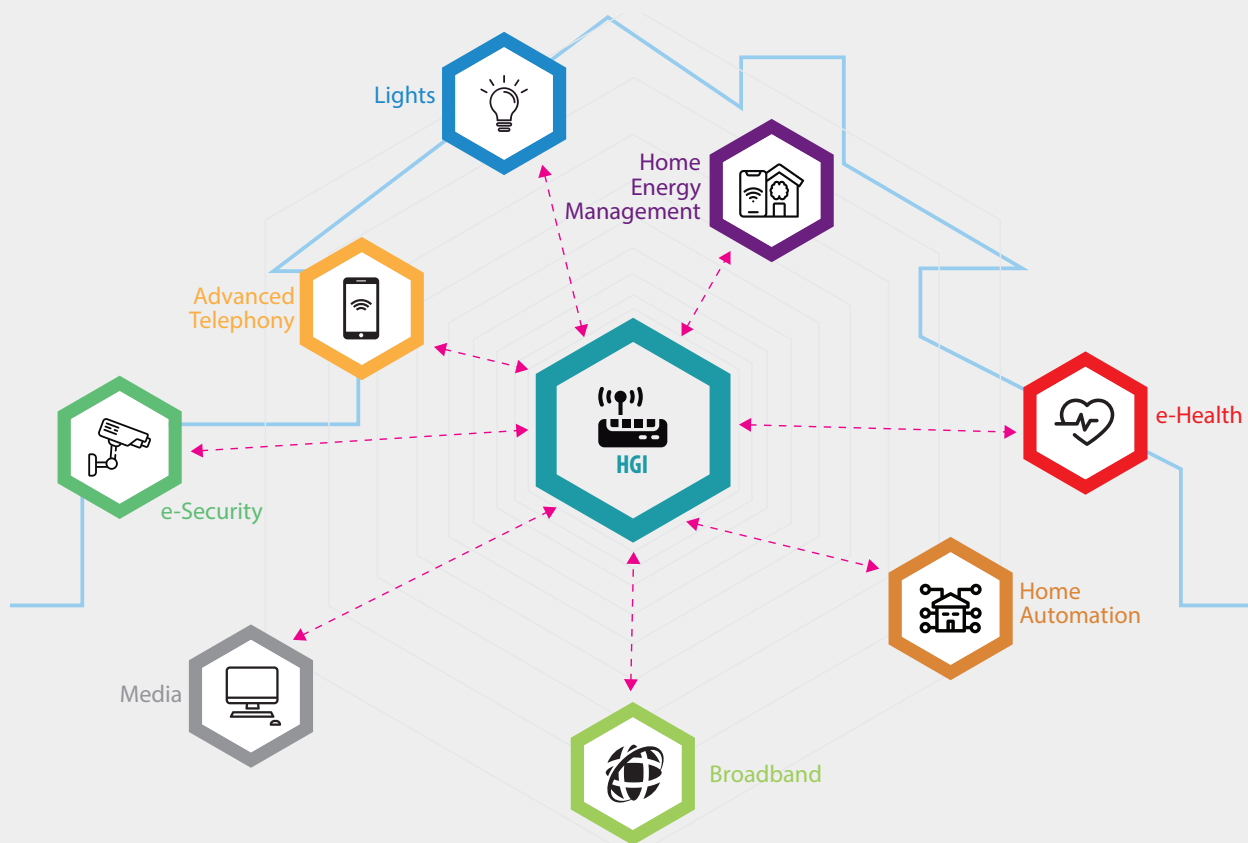 Lights
Home
Energy
Management
Advanced
Telephony
e-Health
HGI
e-Security
Home
Automation
Media
Broadband